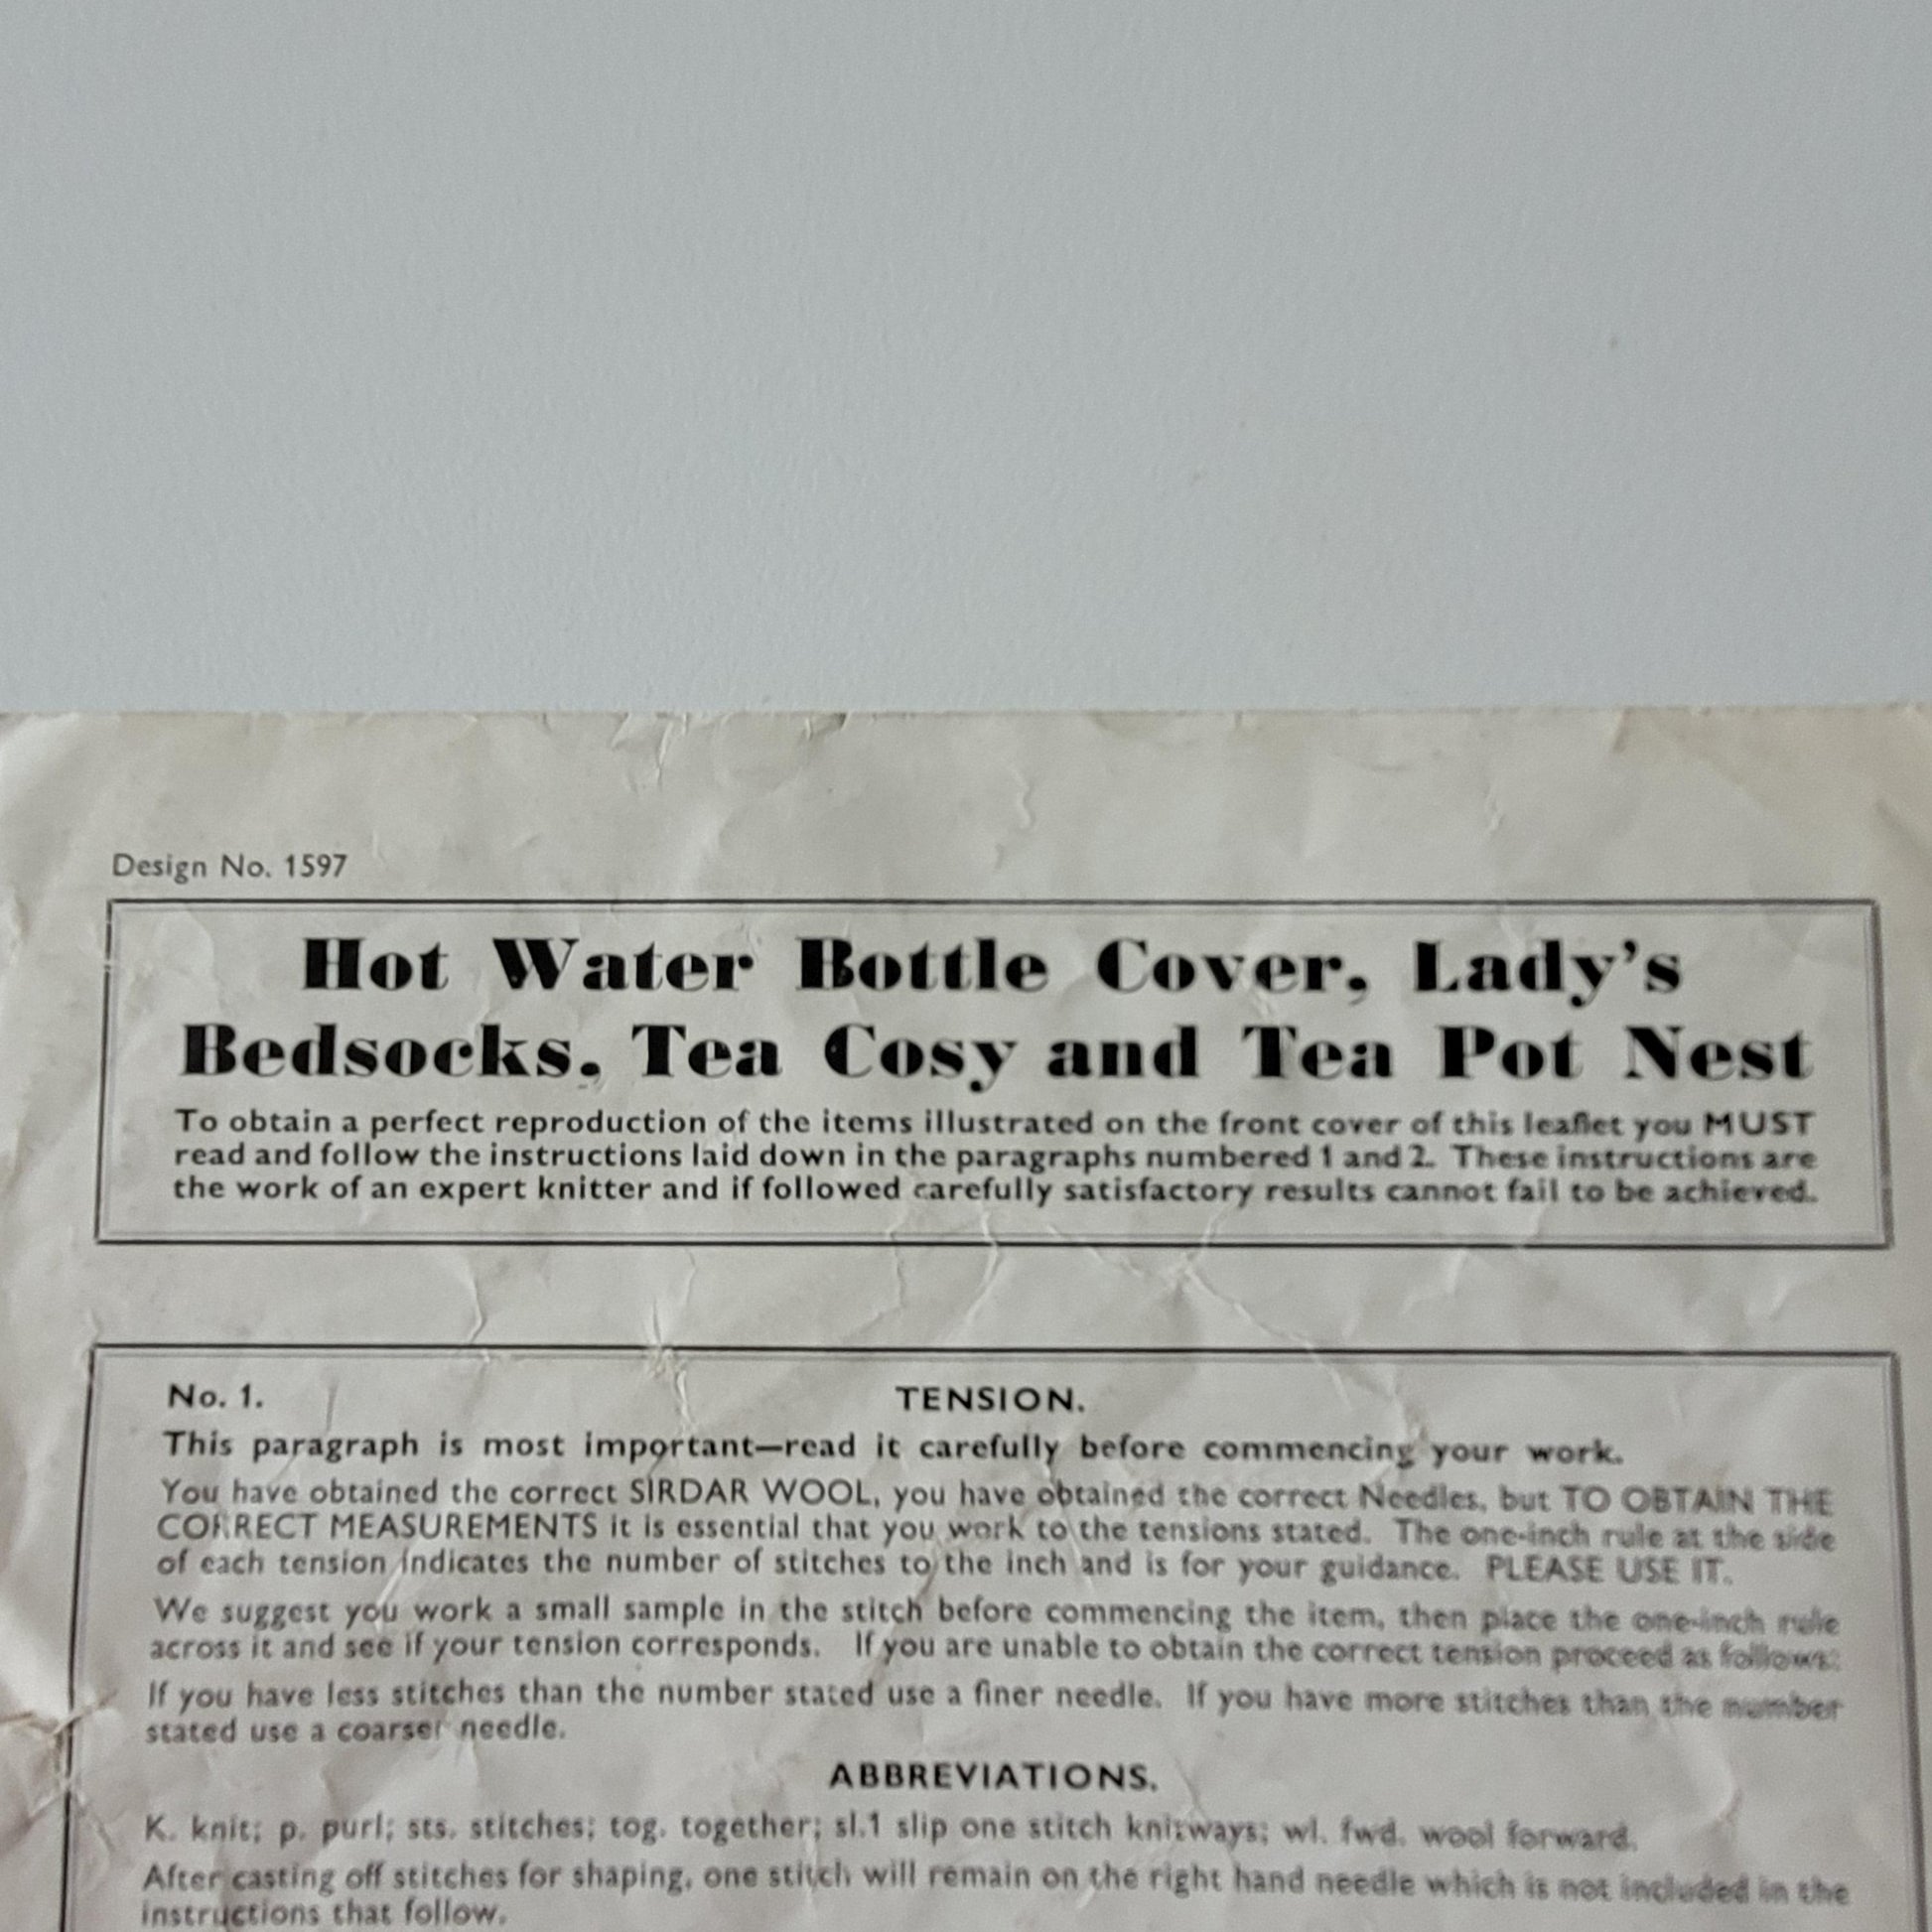 Design No. 1597
Hot Water Bottle Cover, Lady's
Bedsocks, Tea Cosy and Tea Pot Nest
To obtain a perfect reproduction of the items illustrated on the front cover of this leaflet you MUST
read and follow the instructions laid down in the paragraphs numbered 1 and 2. These instructions are
the work of an expert knitter and if followed carefully satisfactory results cannot fail to be achieved.
No. 1. TENSION.
This paragraph is most important—read it carefully before commencing your work.
You have obtained the correct SIRDAR WOOL, you have obtained the correct Needles, but TO OBTAIN THE
CORRECT MEASUREMENTS it is essential that you work to the tensions stated. The one-inch rule at the side
of each tension indicates the number of stitches to the inch and is for your guidance. PLEASE USE IT.
We suggest you work a small sample in the stitch before commencing the item, then place the one-inch rule
across it and see if your tension corresponds. If you are unable to obtain the correct tension proceed as follows:
If you have less stitches than the number stated use a finer needle. If you have more stitches than the number
stated use a coarser needle.
ABBREVIATIONS.
K. knit; p. purl; sts. stitches; tog. together; sl.1 slip one stitch knitways; wl. fwd. wool forward.
After casting off stitches for shaping, one stitch will remain on the right hand needle which is not included in the
instructions that follow.